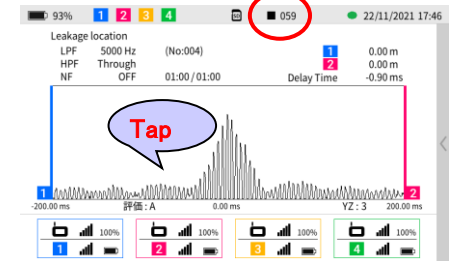 93% 1 2 3 4 SD 059 22/11/2021 17:46
Leakage location
LPF 5000 Hz (No:004) 1 0.00 m
HPF Through 2 0.00 m
NF OFF 01:00/01:00 Delay Time -0.90 ms
Tap
1 2
-200.00 ms 評価 : A 0.00 ms YZ : 3 200.00 ms
100% 100% 100% 100%
1 2 3 4